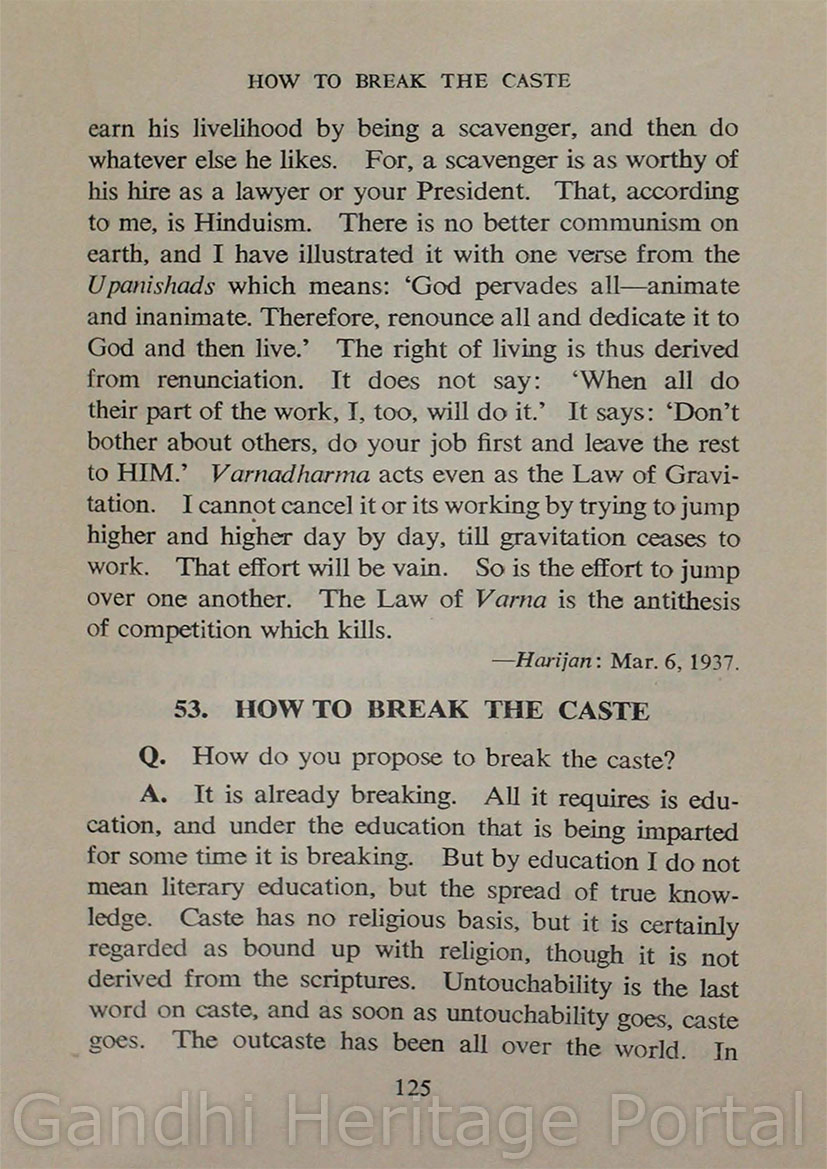 HOW TO BREAK THE CASTE
earn his livelihood by being a scavenger, and then do
whatever else he likes. For, a scavenger is as worthy of
his hire as a lawyer or your President. That, according
to me, is Hinduism. There is no better communism on
earth, and I have illustrated it with one verse from the
Upanishads which means: ‘God pervades all—animate
and inanimate. Therefore, renounce all and dedicate it to
God and then live.’ The right of living is thus derived
from renunciation. It does not say: ‘When all do
their part of the work, I, too, will do it.’ It says: ‘Don’t
bother about others, do your job first and leave the rest
to HIM.’ Varnadharma acts even as the Law of Gravi-
tation. I cannot cancel it or its working by trying to jump
higher and higher day by day, till gravitation ceases to
work. That effort will be vain. So is the effort to jump
over one another. The Law of Varna is the antithesis
of competition which kills.
—Harijan: Mar. 6, 1937.
53. HOW TO BREAK THE CASTE
Q. How do you propose to break the caste?
A. It is already breaking. All it requires is edu-
cation, and under the education that is being imparted
for some time it is breaking. But by education I do not
mean literary education, but the spread of true know-
ledge. Caste has no religious basis, but it is certainly
regarded as bound up with religion, though it is not
derived from the scriptures. Untouchability is the last
word on caste, and as soon as untouchability goes, caste
goes. The outcaste has been all over the world. In
125
Gandhi Heritage Portal